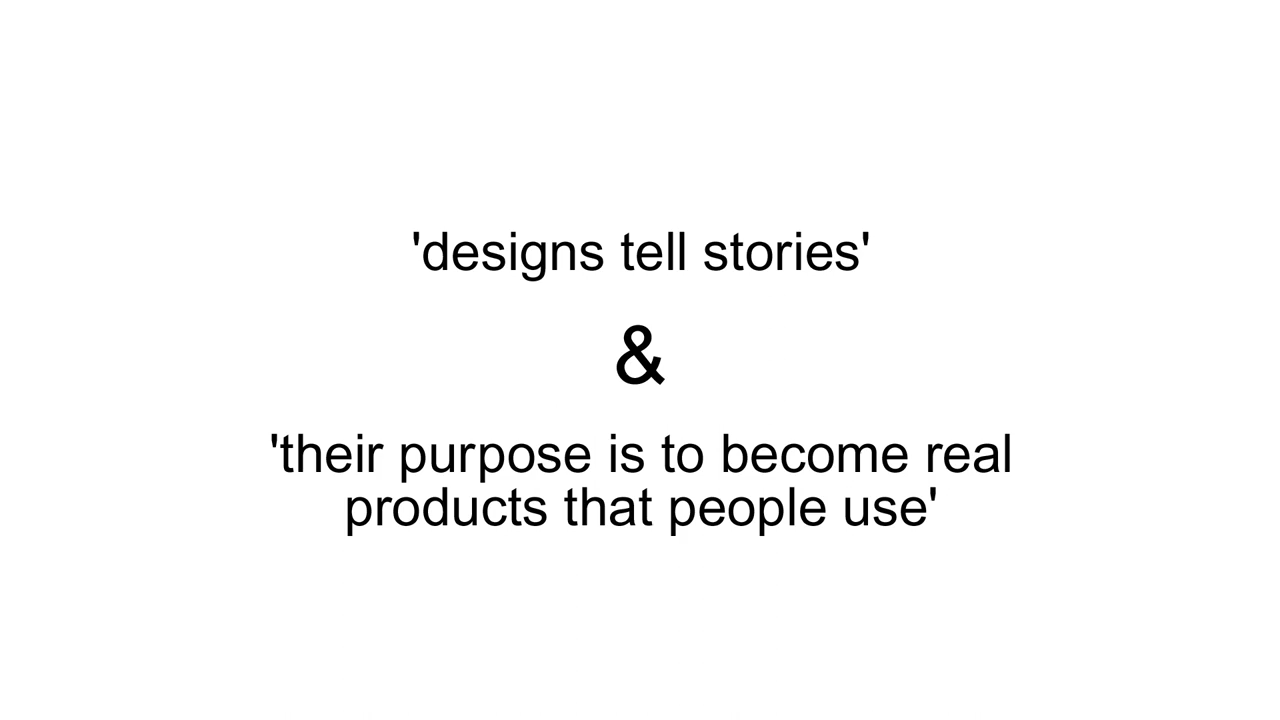 'designs tell stories'
&
'their purpose is to become real
products that people use'